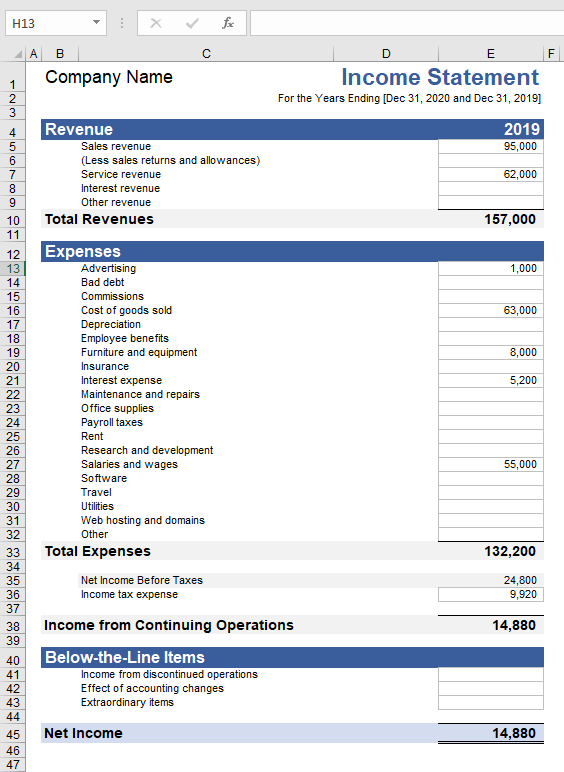 H13 fx
A B C D E F
1 Company Name Income Statement
2 For the Years Ending [Dec 31, 2020 and Dec 31, 2019]
3
4 Revenue 2019
5 Sales revenue 95,000
6 (Less sales returns and allowances)
7 Service revenue 62,000
8 Interest revenue
9 Other revenue
10 Total Revenues 157,000
11
12 Expenses
13 Advertising 1,000
14 Bad debt
15 Commissions
16 Cost of goods sold 63,000
17 Depreciation
18 Employee benefits
19 Furniture and equipment 8,000
20 Insurance
21 Interest expense 5,200
22 Maintenance and repairs
23 Office supplies
24 Payroll taxes
25 Rent
26 Research and development
27 Salaries and wages 55,000
28 Software
29 Travel
30 Utilities
31 Web hosting and domains
32 Other
33 Total Expenses 132,200
34
35 Net Income Before Taxes 24,800
36 Income tax expense 9,920
37
38 Income from Continuing Operations 14,880
39
40 Below-the-Line Items
41 Income from discontinued operations
42 Effect of accounting changes
43 Extraordinary items
44
45 Net Income 14,880
46
47